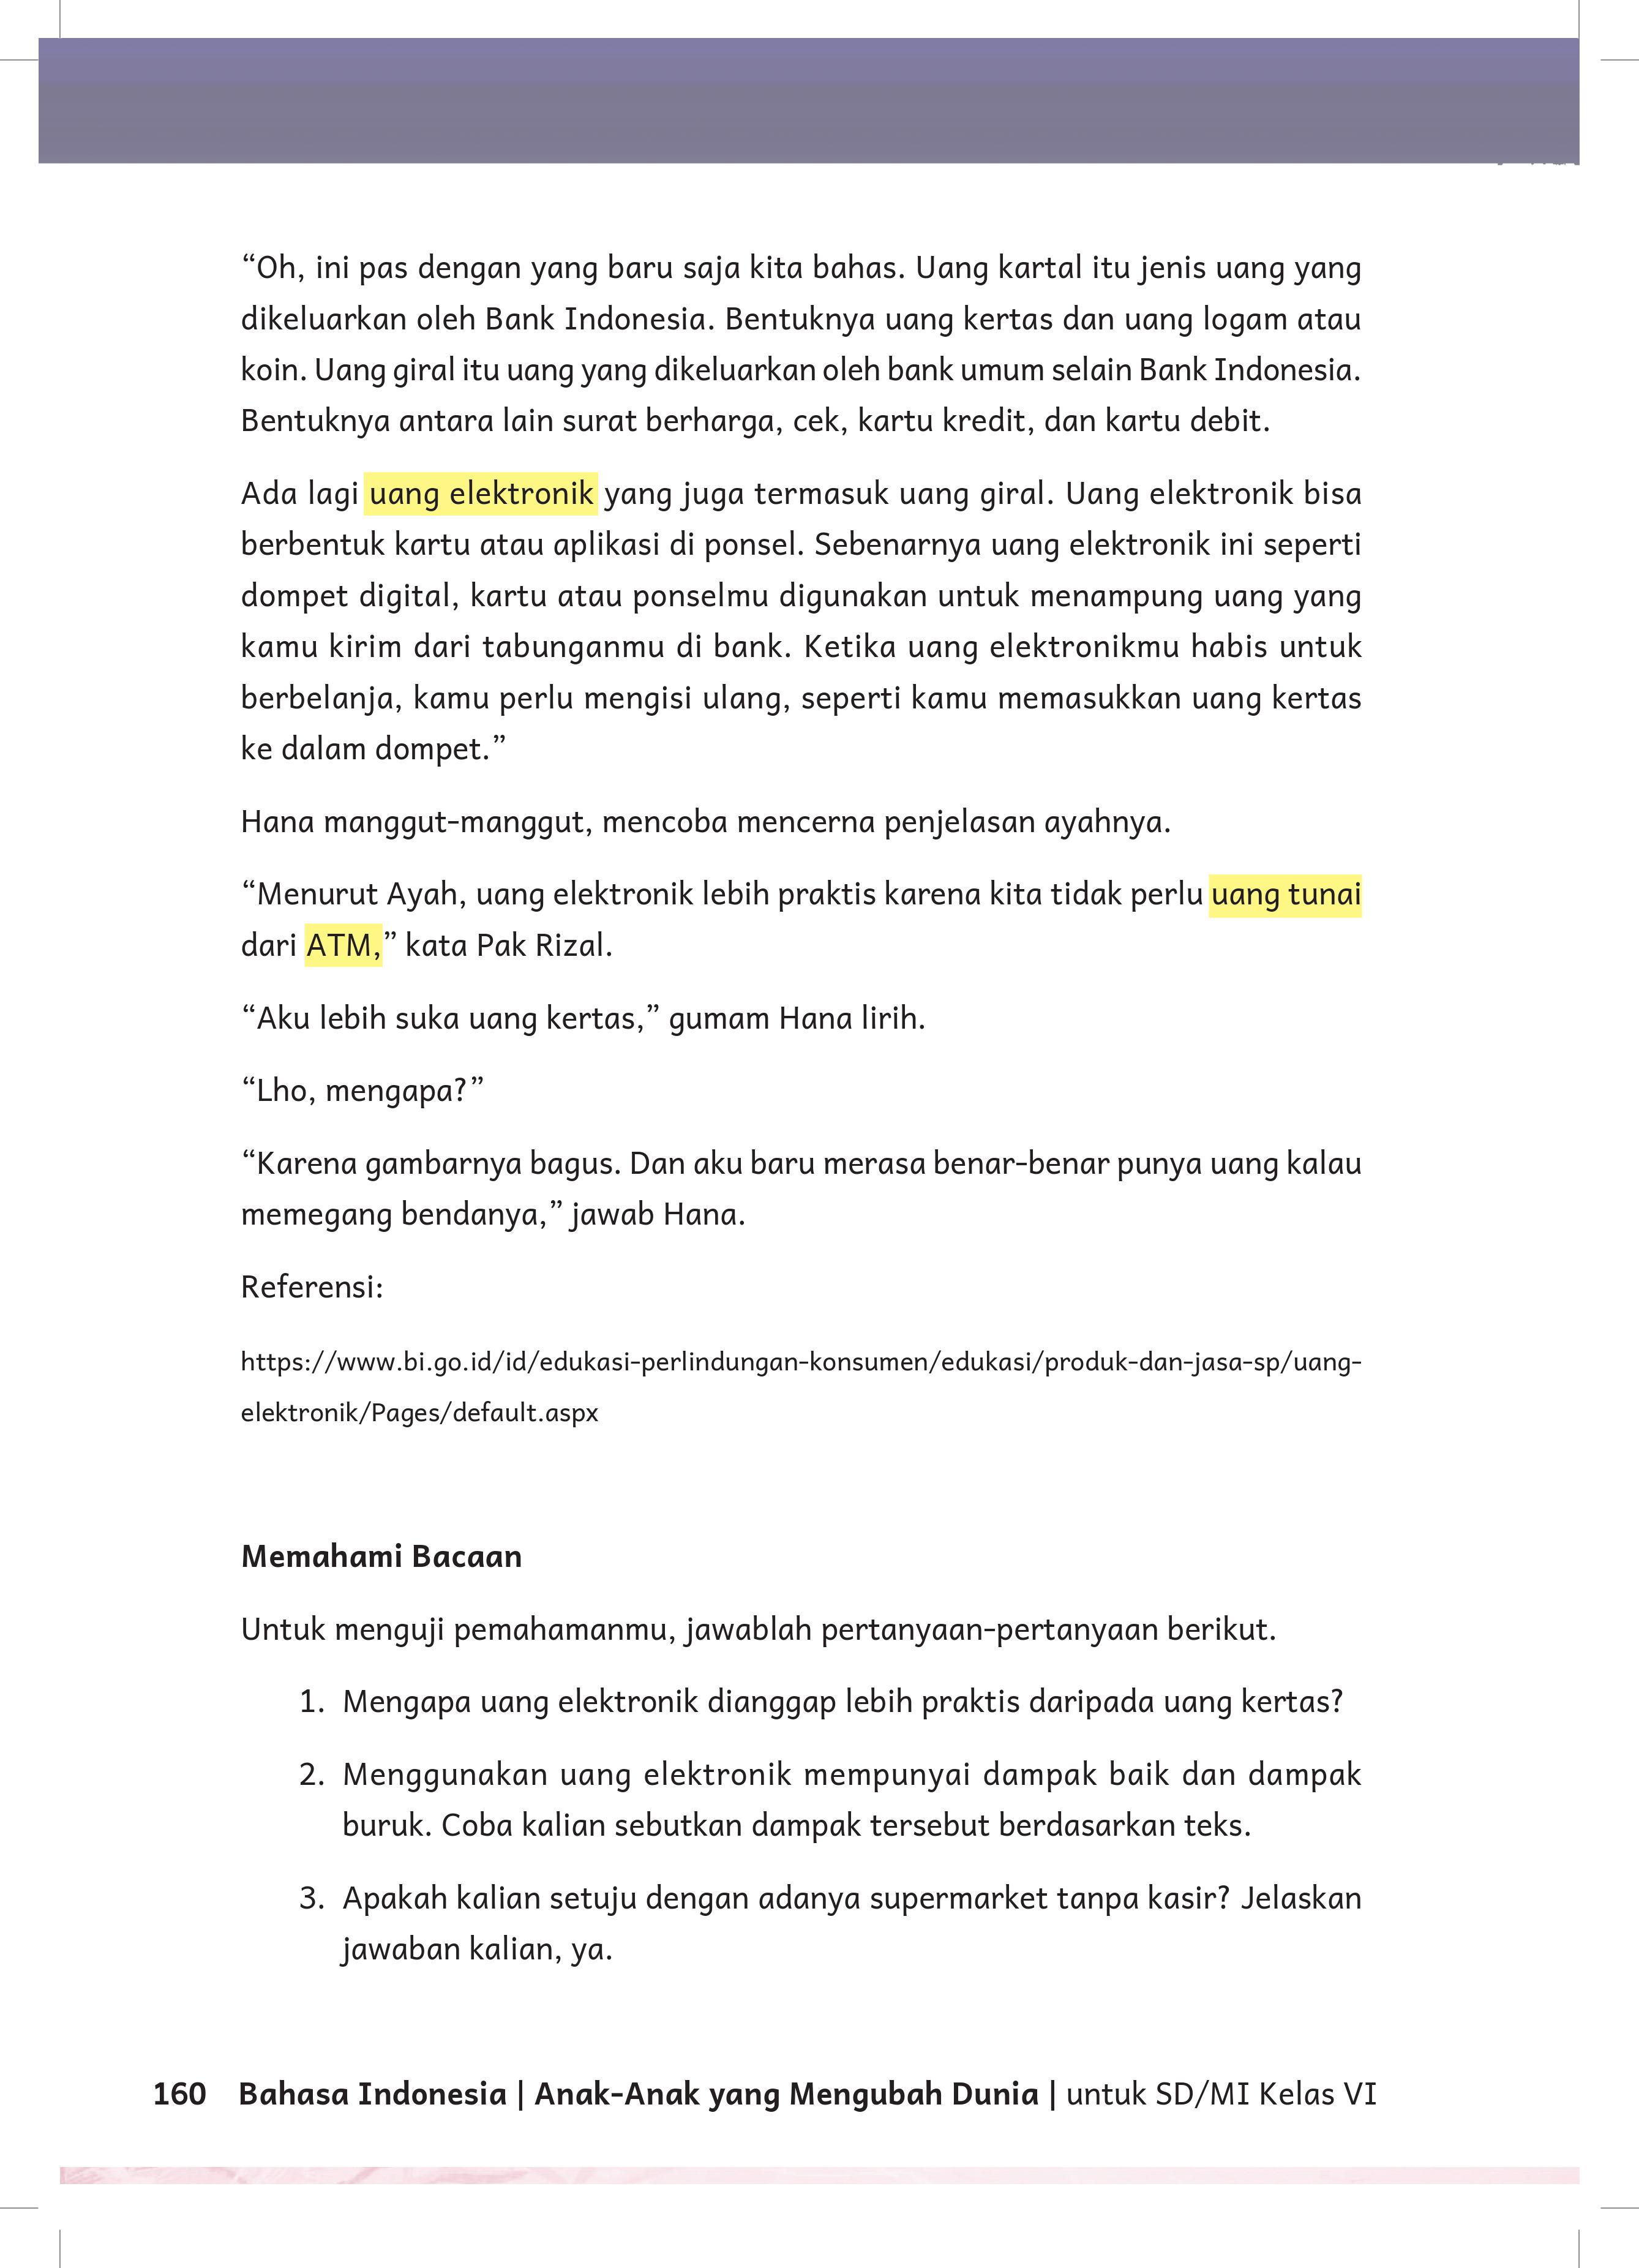 “Oh, ini pas dengan yang baru saja kita bahas. Uang kartal itu jenis uang yang
dikeluarkan oleh Bank Indonesia. Bentuknya uang kertas dan uang logam atau
koin. Uang giral itu uang yang dikeluarkan oleh bank umum selain Bank Indonesia.
Bentuknya antara lain surat berharga, cek, kartu kredit, dan kartu debit.
Ada lagi uang elektronik yang juga termasuk uang giral. Uang elektronik bisa
berbentuk kartu atau aplikasi di ponsel. Sebenarnya uang elektronik ini seperti
dompet digital, kartu atau ponselmu digunakan untuk menampung uang yang
kamu kirim dari tabunganmu di bank. Ketika uang elektronikmu habis untuk
berbelanja, kamu perlu mengisi ulang, seperti kamu memasukkan uang kertas
ke dalam dompet.”
Hana manggut-manggut, mencoba mencerna penjelasan ayahnya.
“Menurut Ayah, uang elektronik lebih praktis karena kita tidak perlu uang tunai
dari ATM,” kata Pak Rizal.
“Aku lebih suka uang kertas,” gumam Hana lirih.
“Lho, mengapa?”
“Karena gambarnya bagus. Dan aku baru merasa benar-benar punya uang kalau
memegang bendanya,” jawab Hana.
Referensi:
https://www.bi.go.id/id/edukasi-perlindungan-konsumen/edukasi/produk-dan-jasa-sp/uang-
elektronik/Pages/default.aspx
Memahami Bacaan
Untuk menguji pemahamanmu, jawablah pertanyaan-pertanyaan berikut.
1. Mengapa uang elektronik dianggap lebih praktis daripada uang kertas?
2. Menggunakan uang elektronik mempunyai dampak baik dan dampak
buruk. Coba kalian sebutkan dampak tersebut berdasarkan teks.
3. Apakah kalian setuju dengan adanya supermarket tanpa kasir? Jelaskan
jawaban kalian, ya.
160 Bahasa Indonesia | Anak-Anak yang Mengubah Dunia | untuk SD/MI Kelas VI